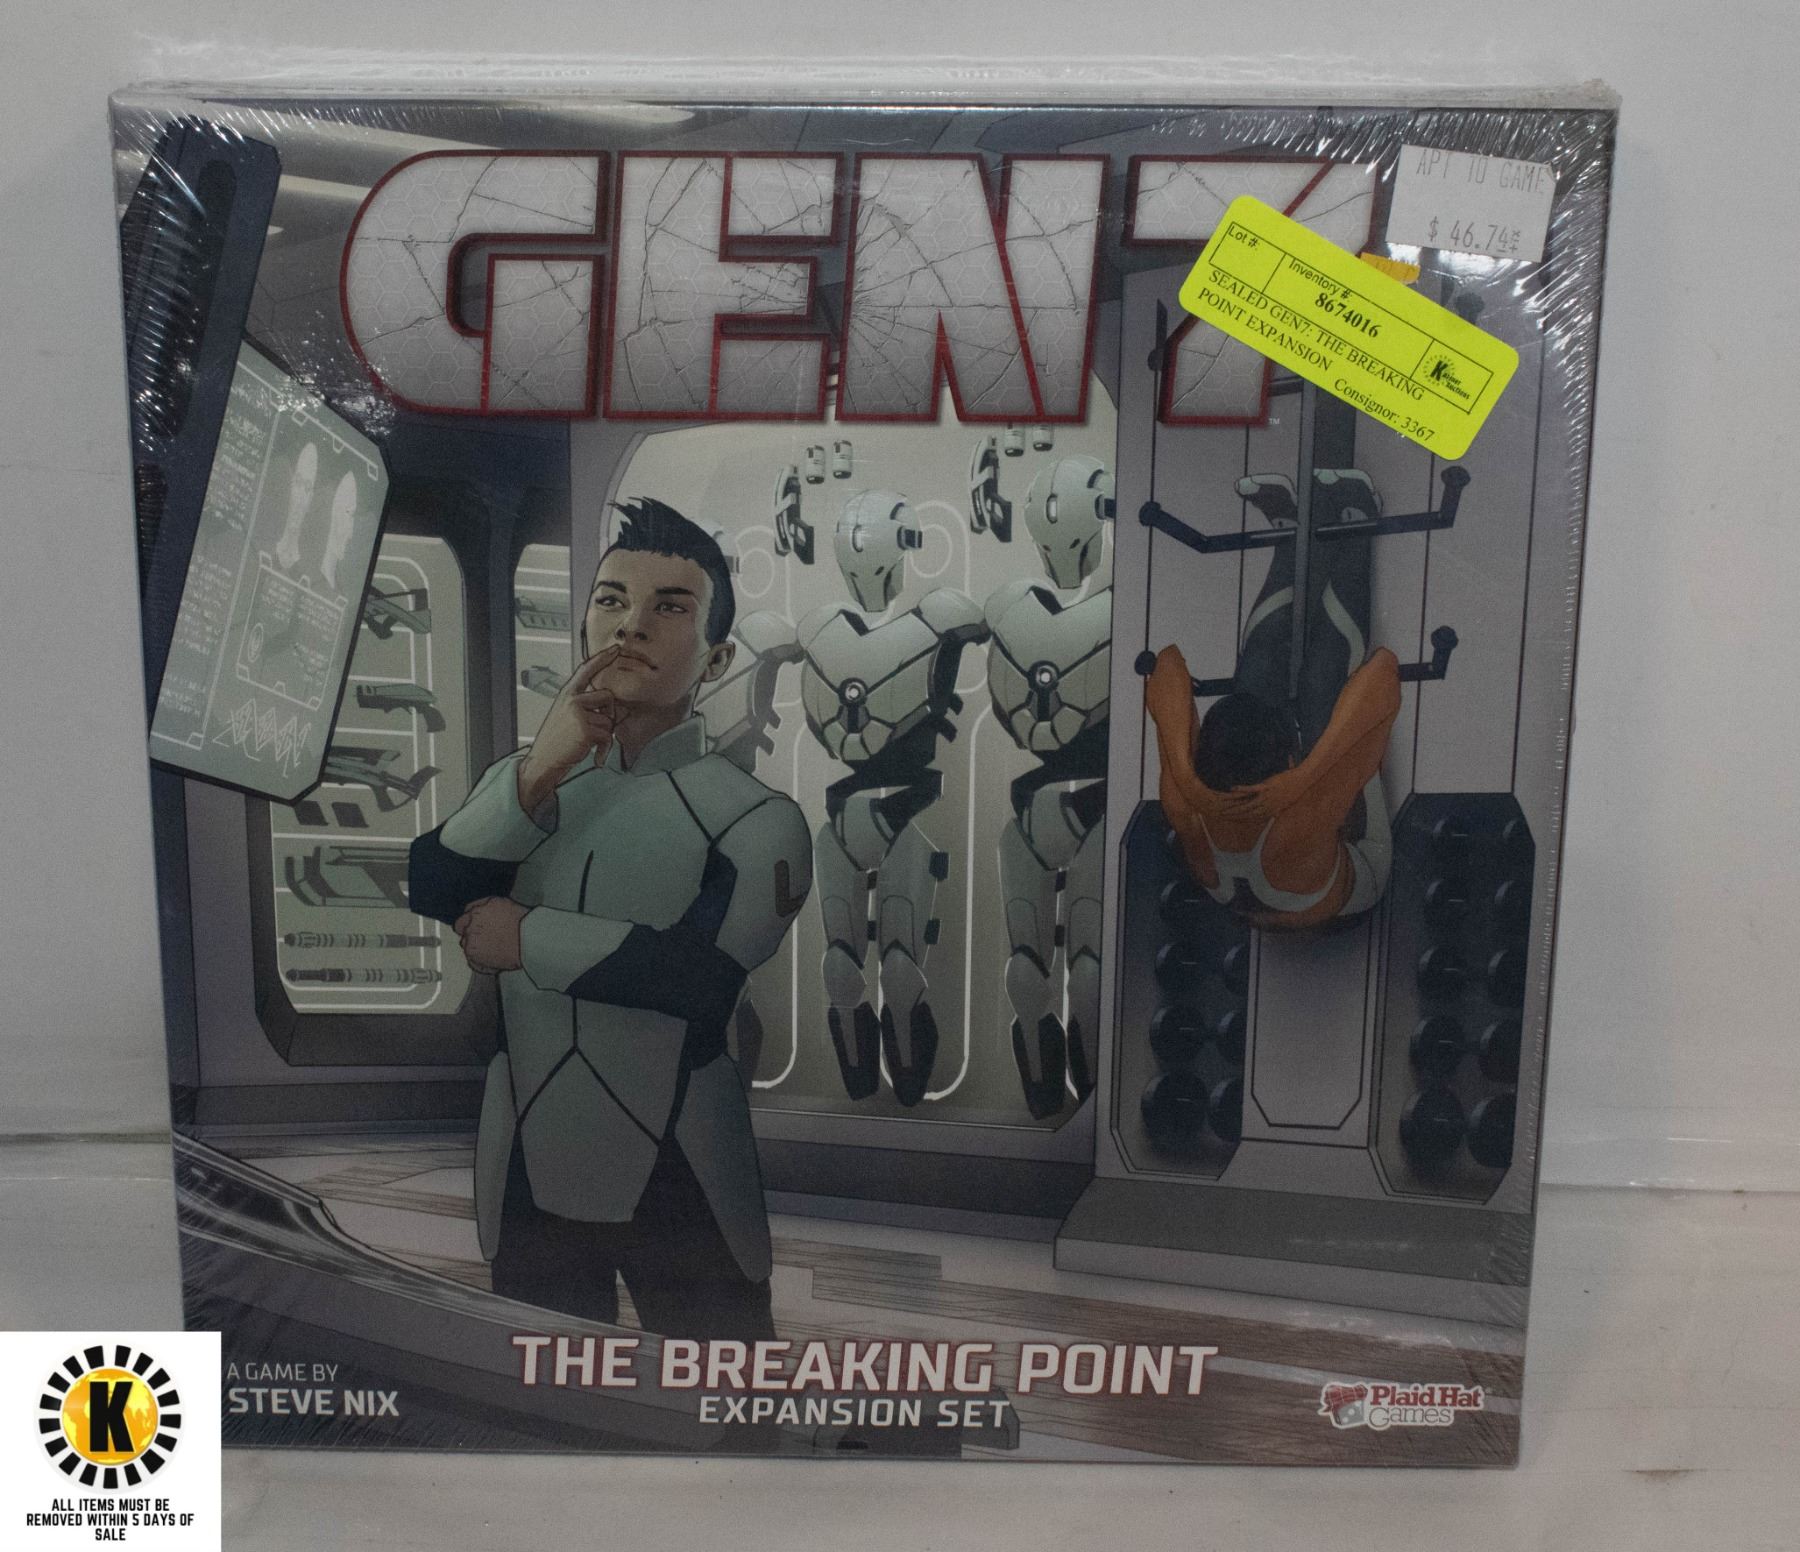 GEN7
APT TO GAME
$ 46.74
Lot #:
Inventory #:
8674016
SEALED GEN7: THE BREAKING
POINT EXPANSION
Consignor: 3367
K
TM
A GAME BY
STEVE NIX
THE BREAKING POINT
EXPANSION SET
Plaid Hat
Games
K
ALL ITEMS MUST BE
REMOVED WITHIN 5 DAYS OF
SALE